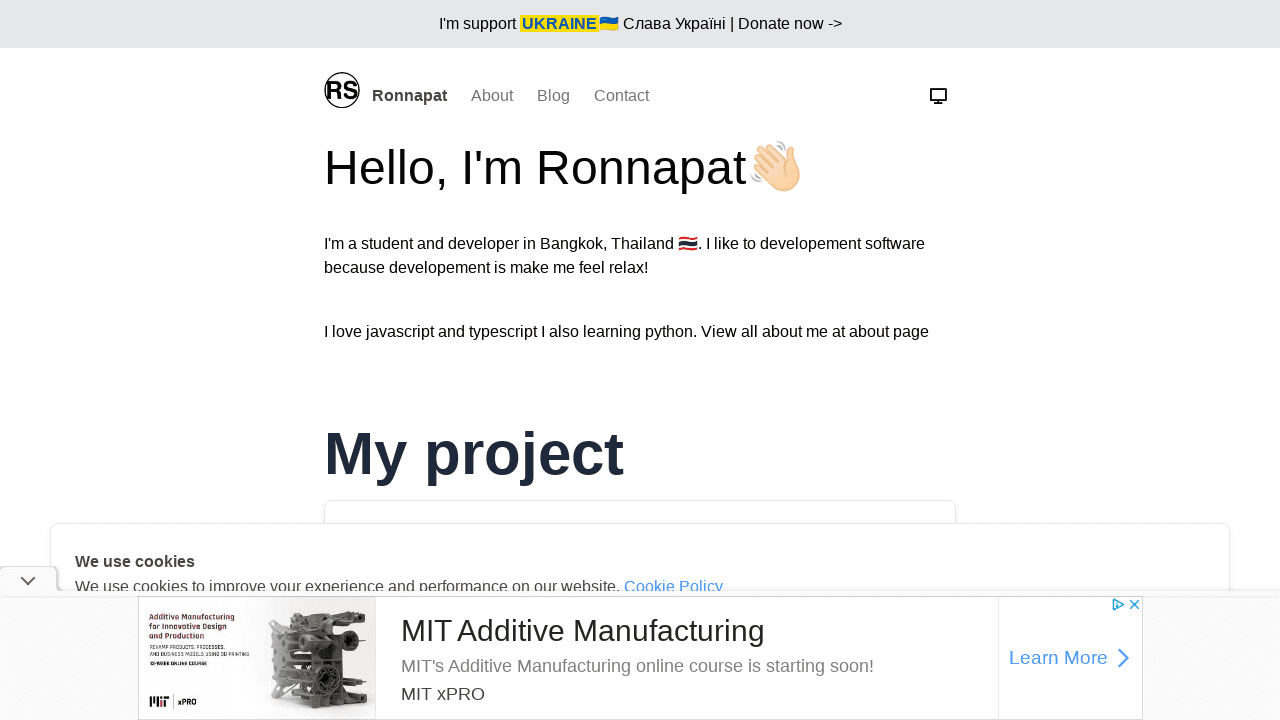 I'm support UKRAINE🇺🇦 Слава Україні | Donate now ->
RS Ronnapat About Blog Contact
Hello, I'm Ronnapat👋🏻
I'm a student and developer in Bangkok, Thailand 🇹🇭. I like to developement software
because developement is make me feel relax!
I love javascript and typescript I also learning python. View all about me at about page
My project
We use cookies
We use cookies to improve your experience and performance on our website. Cookie Policy
Additive Manufacturing
for Innovative Design
and Production
REVAMP PRODUCTS, PROCESSES,
AND BUSINESS MODELS USING 3D PRINTING
12-WEEK ONLINE COURSE
MIT xPRO
MIT Additive Manufacturing
MIT's Additive Manufacturing online course is starting soon!
MIT xPRO
Learn More